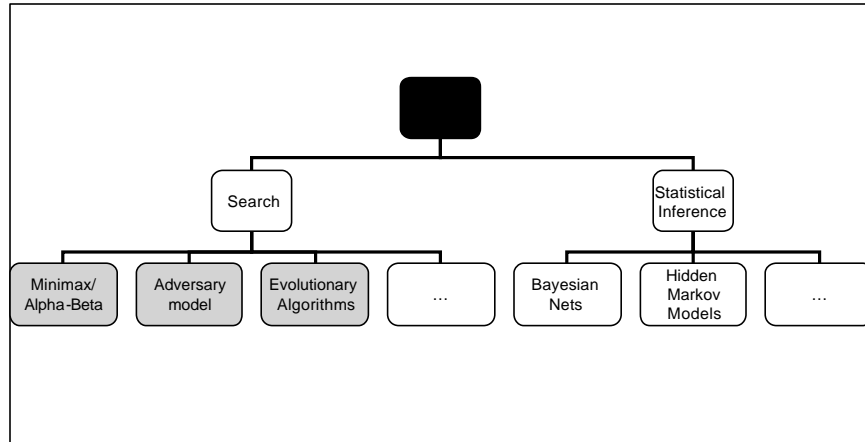 Search
Statistical
Inference
Minimax/
Alpha-Beta
Adversary
model
Evolutionary
Algorithms
...
Bayesian
Nets
Hidden
Markov
Models
...